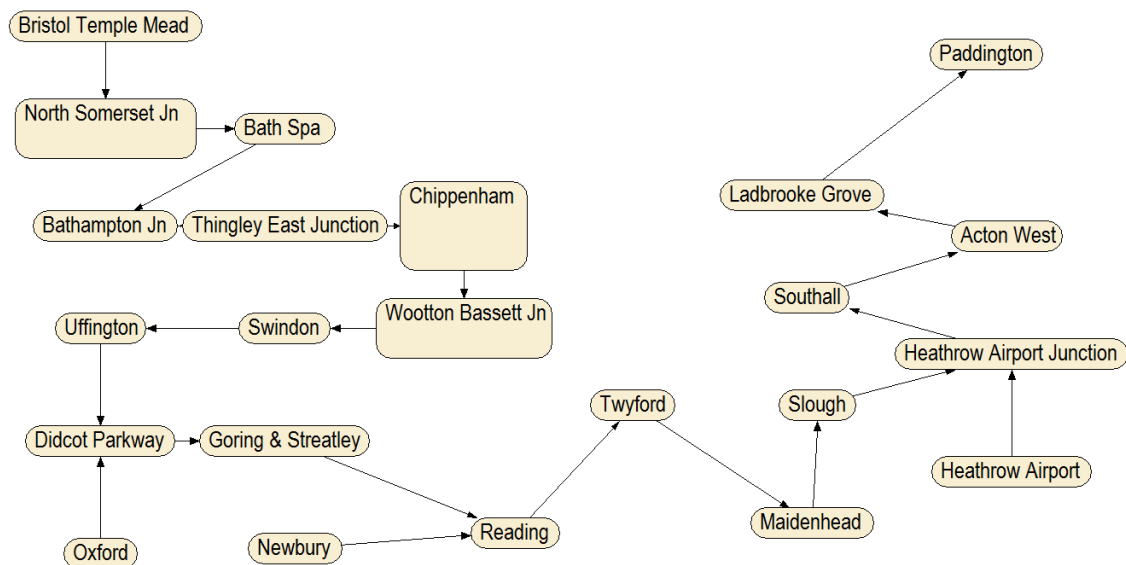 Bristol Temple Mead
Paddington
North Somerset Jn
Bath Spa
Chippenham
Ladbrooke Grove
Bathampton Jn
Thingley East Junction
Acton West
Southall
Uffington
Swindon
Wootton Bassett Jn
Heathrow Airport Junction
Twyford
Slough
Didcot Parkway
Goring & Streatley
Heathrow Airport
Maidenhead
Reading
Newbury
Oxford